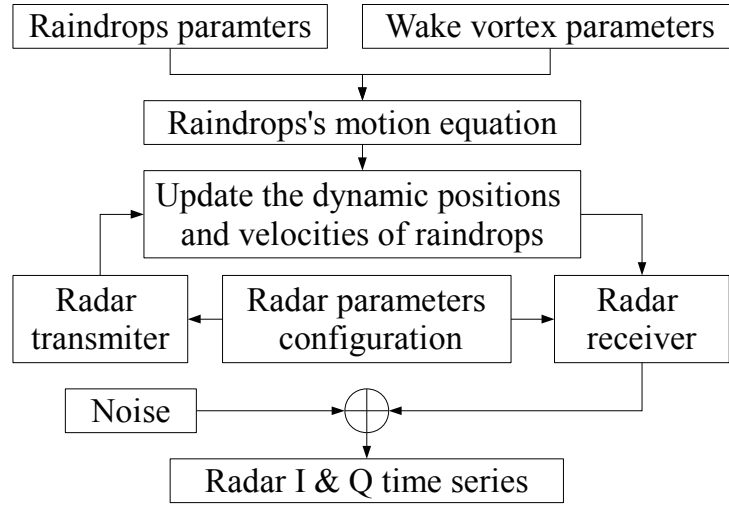 Raindrops paramters
Wake vortex parameters
Raindrops's motion equation
Update the dynamic positions
and velocities of raindrops
Radar
transmiter
Radar parameters
configuration
Radar
receiver
Noise
Radar I & Q time series